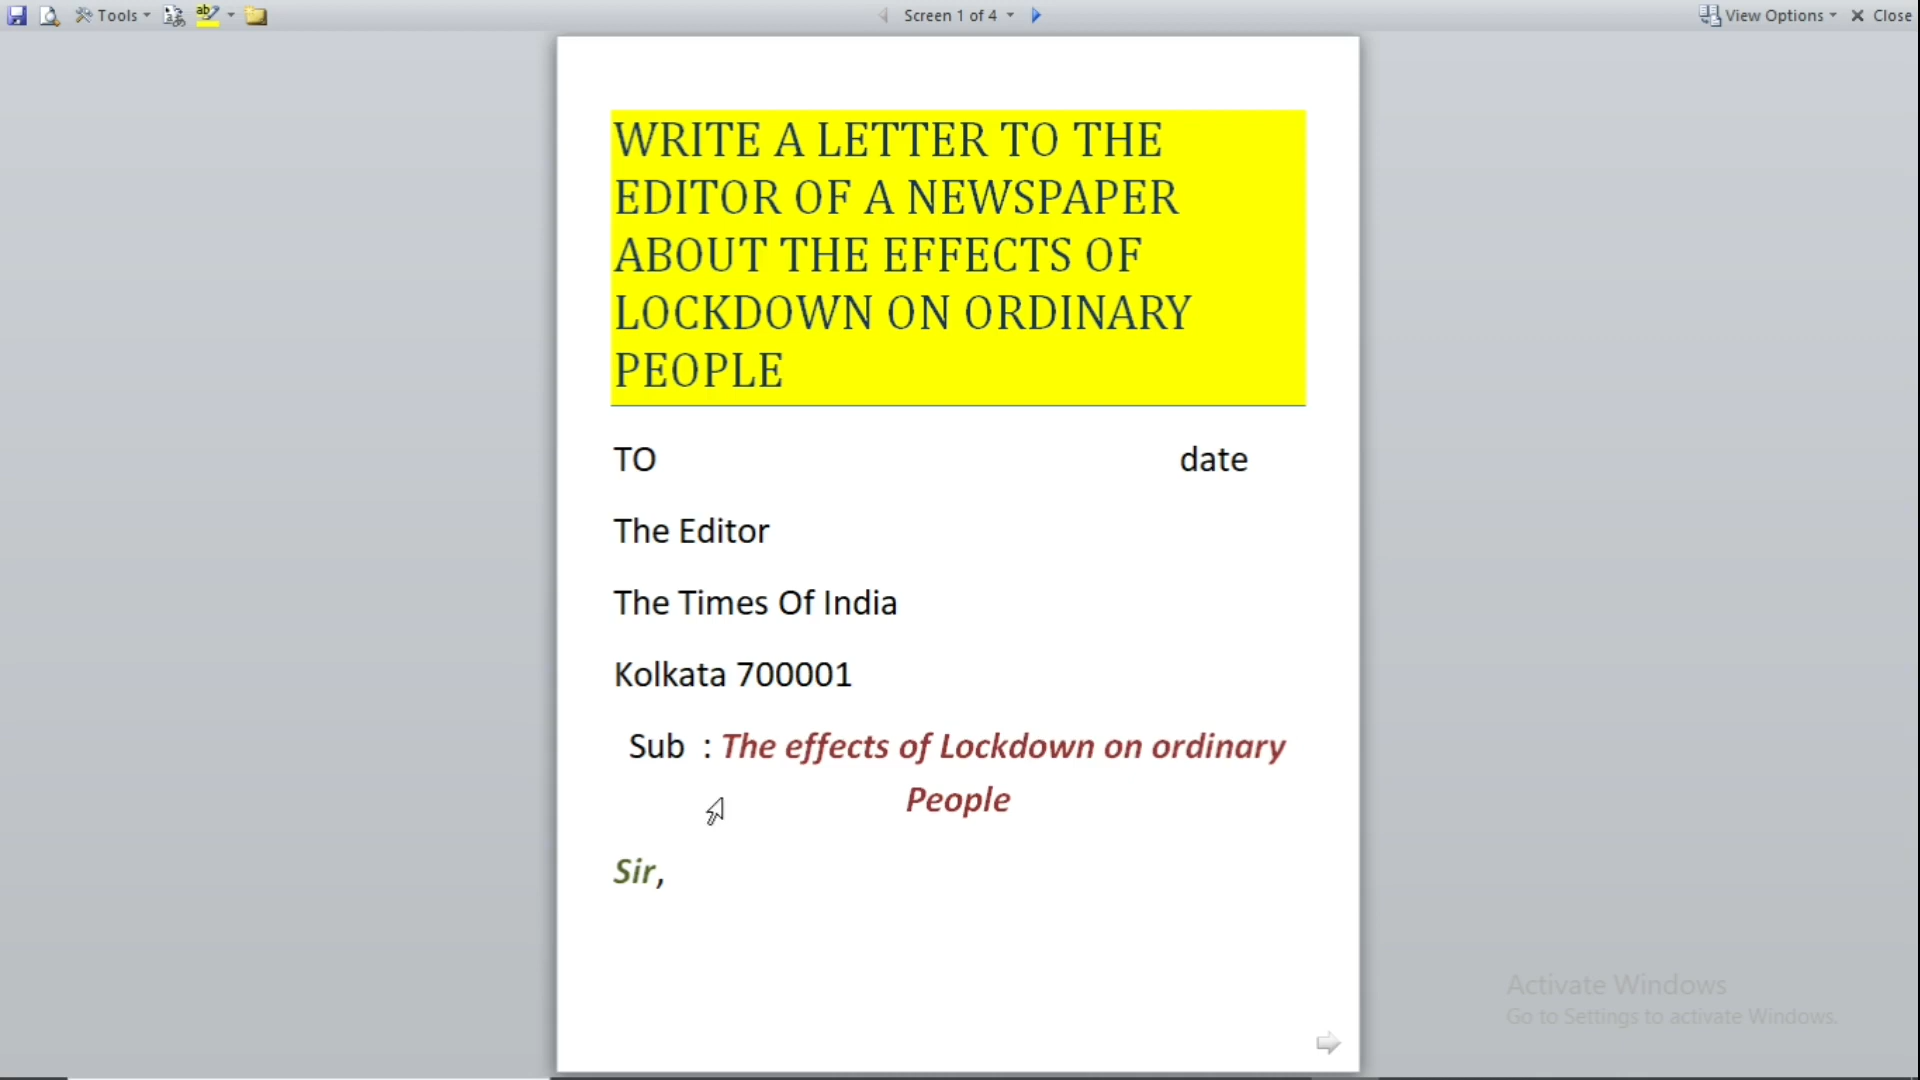 Tools
Screen 1 of 4
View Options
Close
WRITE A LETTER TO THE
EDITOR OF A NEWSPAPER
ABOUT THE EFFECTS OF
LOCKDOWN ON ORDINARY
PEOPLE
TO date
The Editor
The Times Of India
Kolkata 700001
Sub : The effects of Lockdown on ordinary
People
Sir,
Activate Windows
Go to Settings to activate Windows.